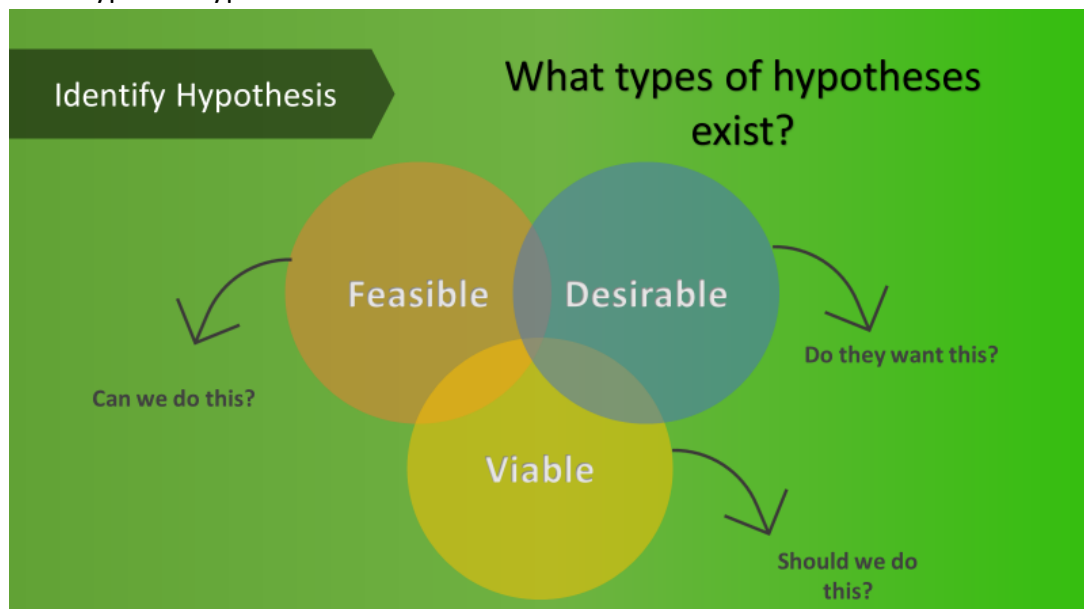 Identify Hypothesis
What types of hypotheses
exist?
Feasible
Desirable
Viable
Can we do this?
Do they want this?
Should we do
this?